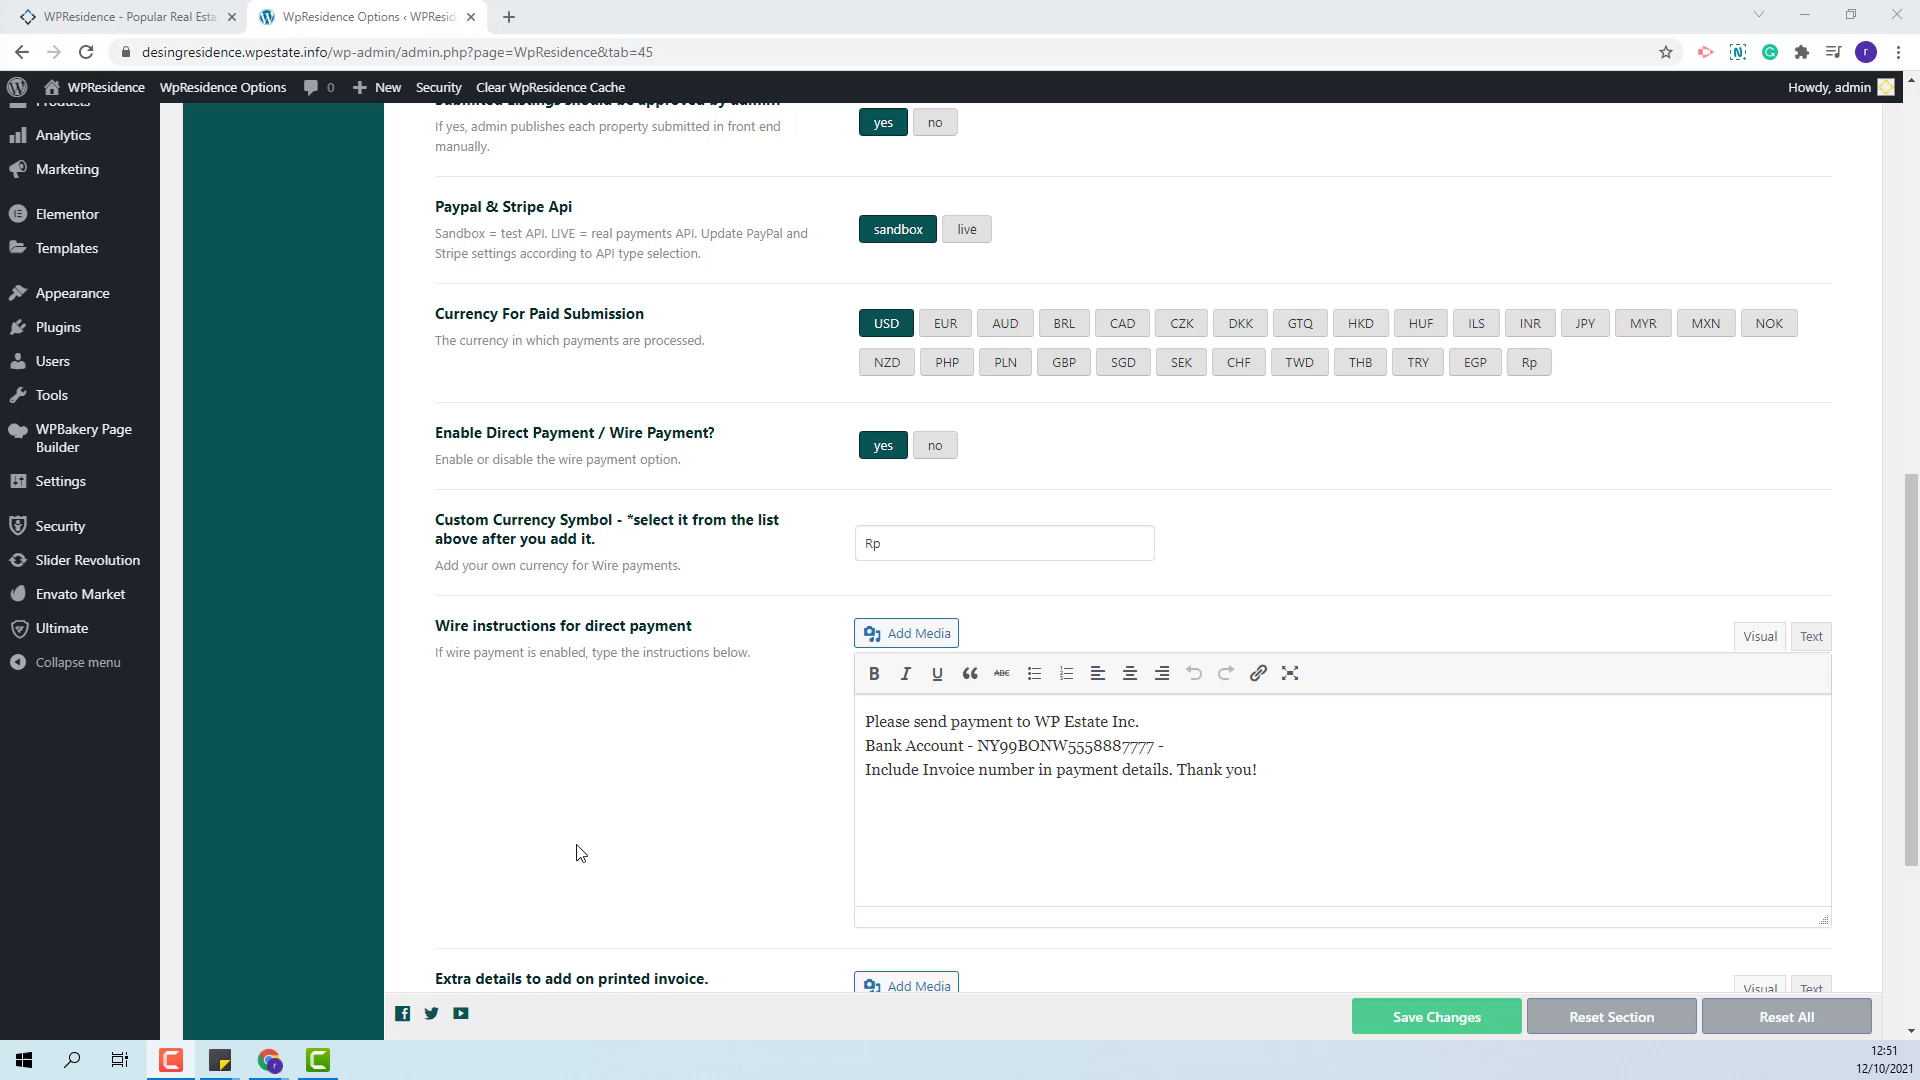 WPResidence - Popular Real Esta
WpResidence Options ‹ WPResid
desingresidence.wpestate.info/wp-admin/admin.php?page=WpResidence&tab=45
WPResidence
WpResidence Options
0
New
Security
Clear WpResidence Cache
Howdy, admin
Products
Analytics
Marketing
Elementor
Templates
Appearance
Plugins
Users
Tools
WPBakery Page
Builder
Settings
Security
Slider Revolution
Envato Market
Ultimate
Collapse menu
Submited Listings should be approved by admin?
If yes, admin publishes each property submitted in front end
manually.
yes
no
Paypal & Stripe Api
Sandbox = test API. LIVE = real payments API. Update PayPal and
Stripe settings according to API type selection.
sandbox
live
Currency For Paid Submission
The currency in which payments are processed.
USD EUR AUD BRL CAD CZK DKK GTQ HKD HUF ILS INR JPY MYR MXN NOK
NZD PHP PLN GBP SGD SEK CHF TWD THB TRY EGP Rp
Enable Direct Payment / Wire Payment?
Enable or disable the wire payment option.
yes
no
Custom Currency Symbol - *select it from the list
above after you add it.
Add your own currency for Wire payments.
Rp
Wire instructions for direct payment
If wire payment is enabled, type the instructions below.
Add Media
Visual
Text
B I U ABC
Please send payment to WP Estate Inc.
Bank Account - NY99BONW5558887777 -
Include Invoice number in payment details. Thank you!
Extra details to add on printed invoice.
Add Media
Visual
Text
Save Changes
Reset Section
Reset All
12:51
12/10/2021